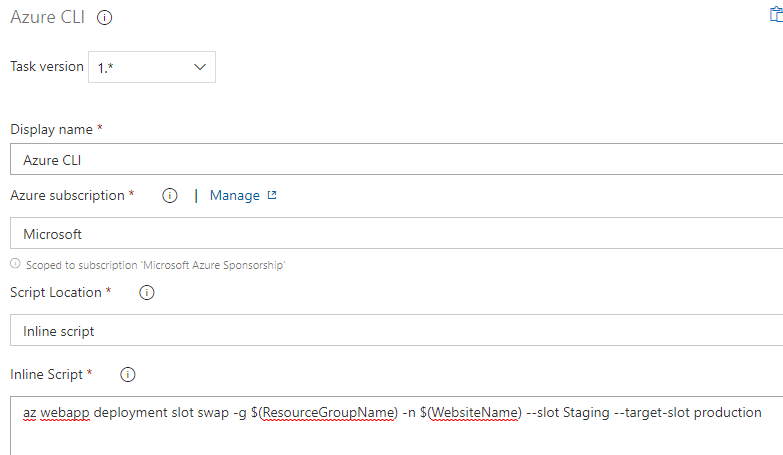 Azure CLI
Task version 1.*
Display name *
Azure CLI
Azure subscription * | Manage
Microsoft
Scoped to subscription 'Microsoft Azure Sponsorship'
Script Location *
Inline script
Inline Script *
az webapp deployment slot swap -g $(ResourceGroupName) -n $(WebsiteName) --slot Staging --target-slot production